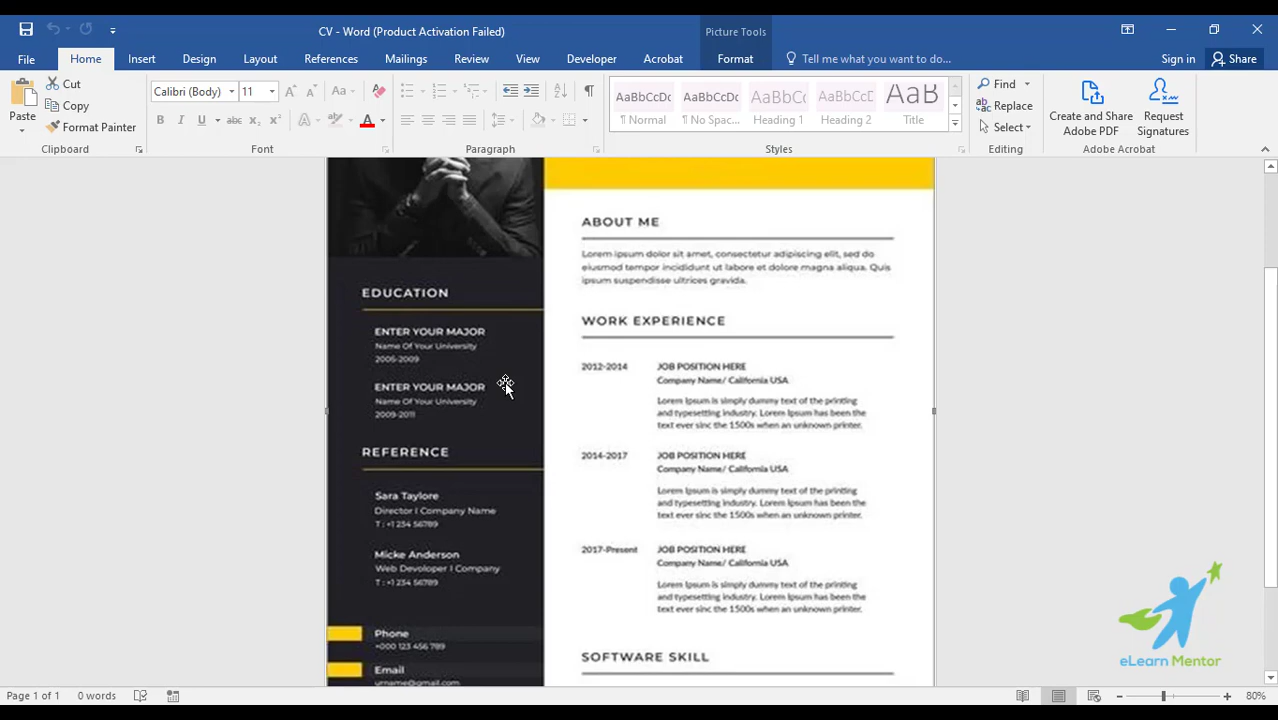 CV - Word (Product Activation Failed)
Picture Tools
File Home Insert Design Layout References Mailings Review View Developer Acrobat Format Tell me what you want to do... Sign in Share
Paste
Cut
Copy
Format Painter
Clipboard
Calibri (Body) 11
Font
Paragraph
AaBbCcDc AaBbCcDc AaBbC AaBbCcD AaB
¶ Normal ¶ No Spac... Heading 1 Heading 2 Title
Styles
Find
Replace
Select
Editing
Create and Share
Adobe PDF
Request
Signatures
Adobe Acrobat
EDUCATION
ENTER YOUR MAJOR
Name Of Your University
2005-2009
ENTER YOUR MAJOR
Name Of Your University
2009-2011
REFERENCE
Sara Taylore
Director I Company Name
T : +1 234 56789
Micke Anderson
Web Devoloper I Company
T : +1 234 56789
Phone
+000 123 456 789
Email
urname@gmail.com
ABOUT ME
Lorem ipsum dolor sit amet, consectetur adipiscing elit, sed do
eiusmod tempor incididunt ut labore et dolore magna aliqua. Quis
ipsum suspendisse ultrices gravida.
WORK EXPERIENCE
2012-2014
JOB POSITION HERE
Company Name/ California USA
Lorem Ipsum is simply dummy text of the printing
and typesetting industry. Lorem Ipsum has been the
text ever sinc the 1500s when an unknown printer.
2014-2017
JOB POSITION HERE
Company Name/ California USA
Lorem Ipsum is simply dummy text of the printing
and typesetting industry. Lorem Ipsum has been the
text ever sinc the 1500s when an unknown printer.
2017-Present
JOB POSITION HERE
Company Name/ California USA
Lorem Ipsum is simply dummy text of the printing
and typesetting industry. Lorem Ipsum has been the
text ever sinc the 1500s when an unknown printer.
SOFTWARE SKILL
eLearn Mentor
Page 1 of 1 0 words 80%